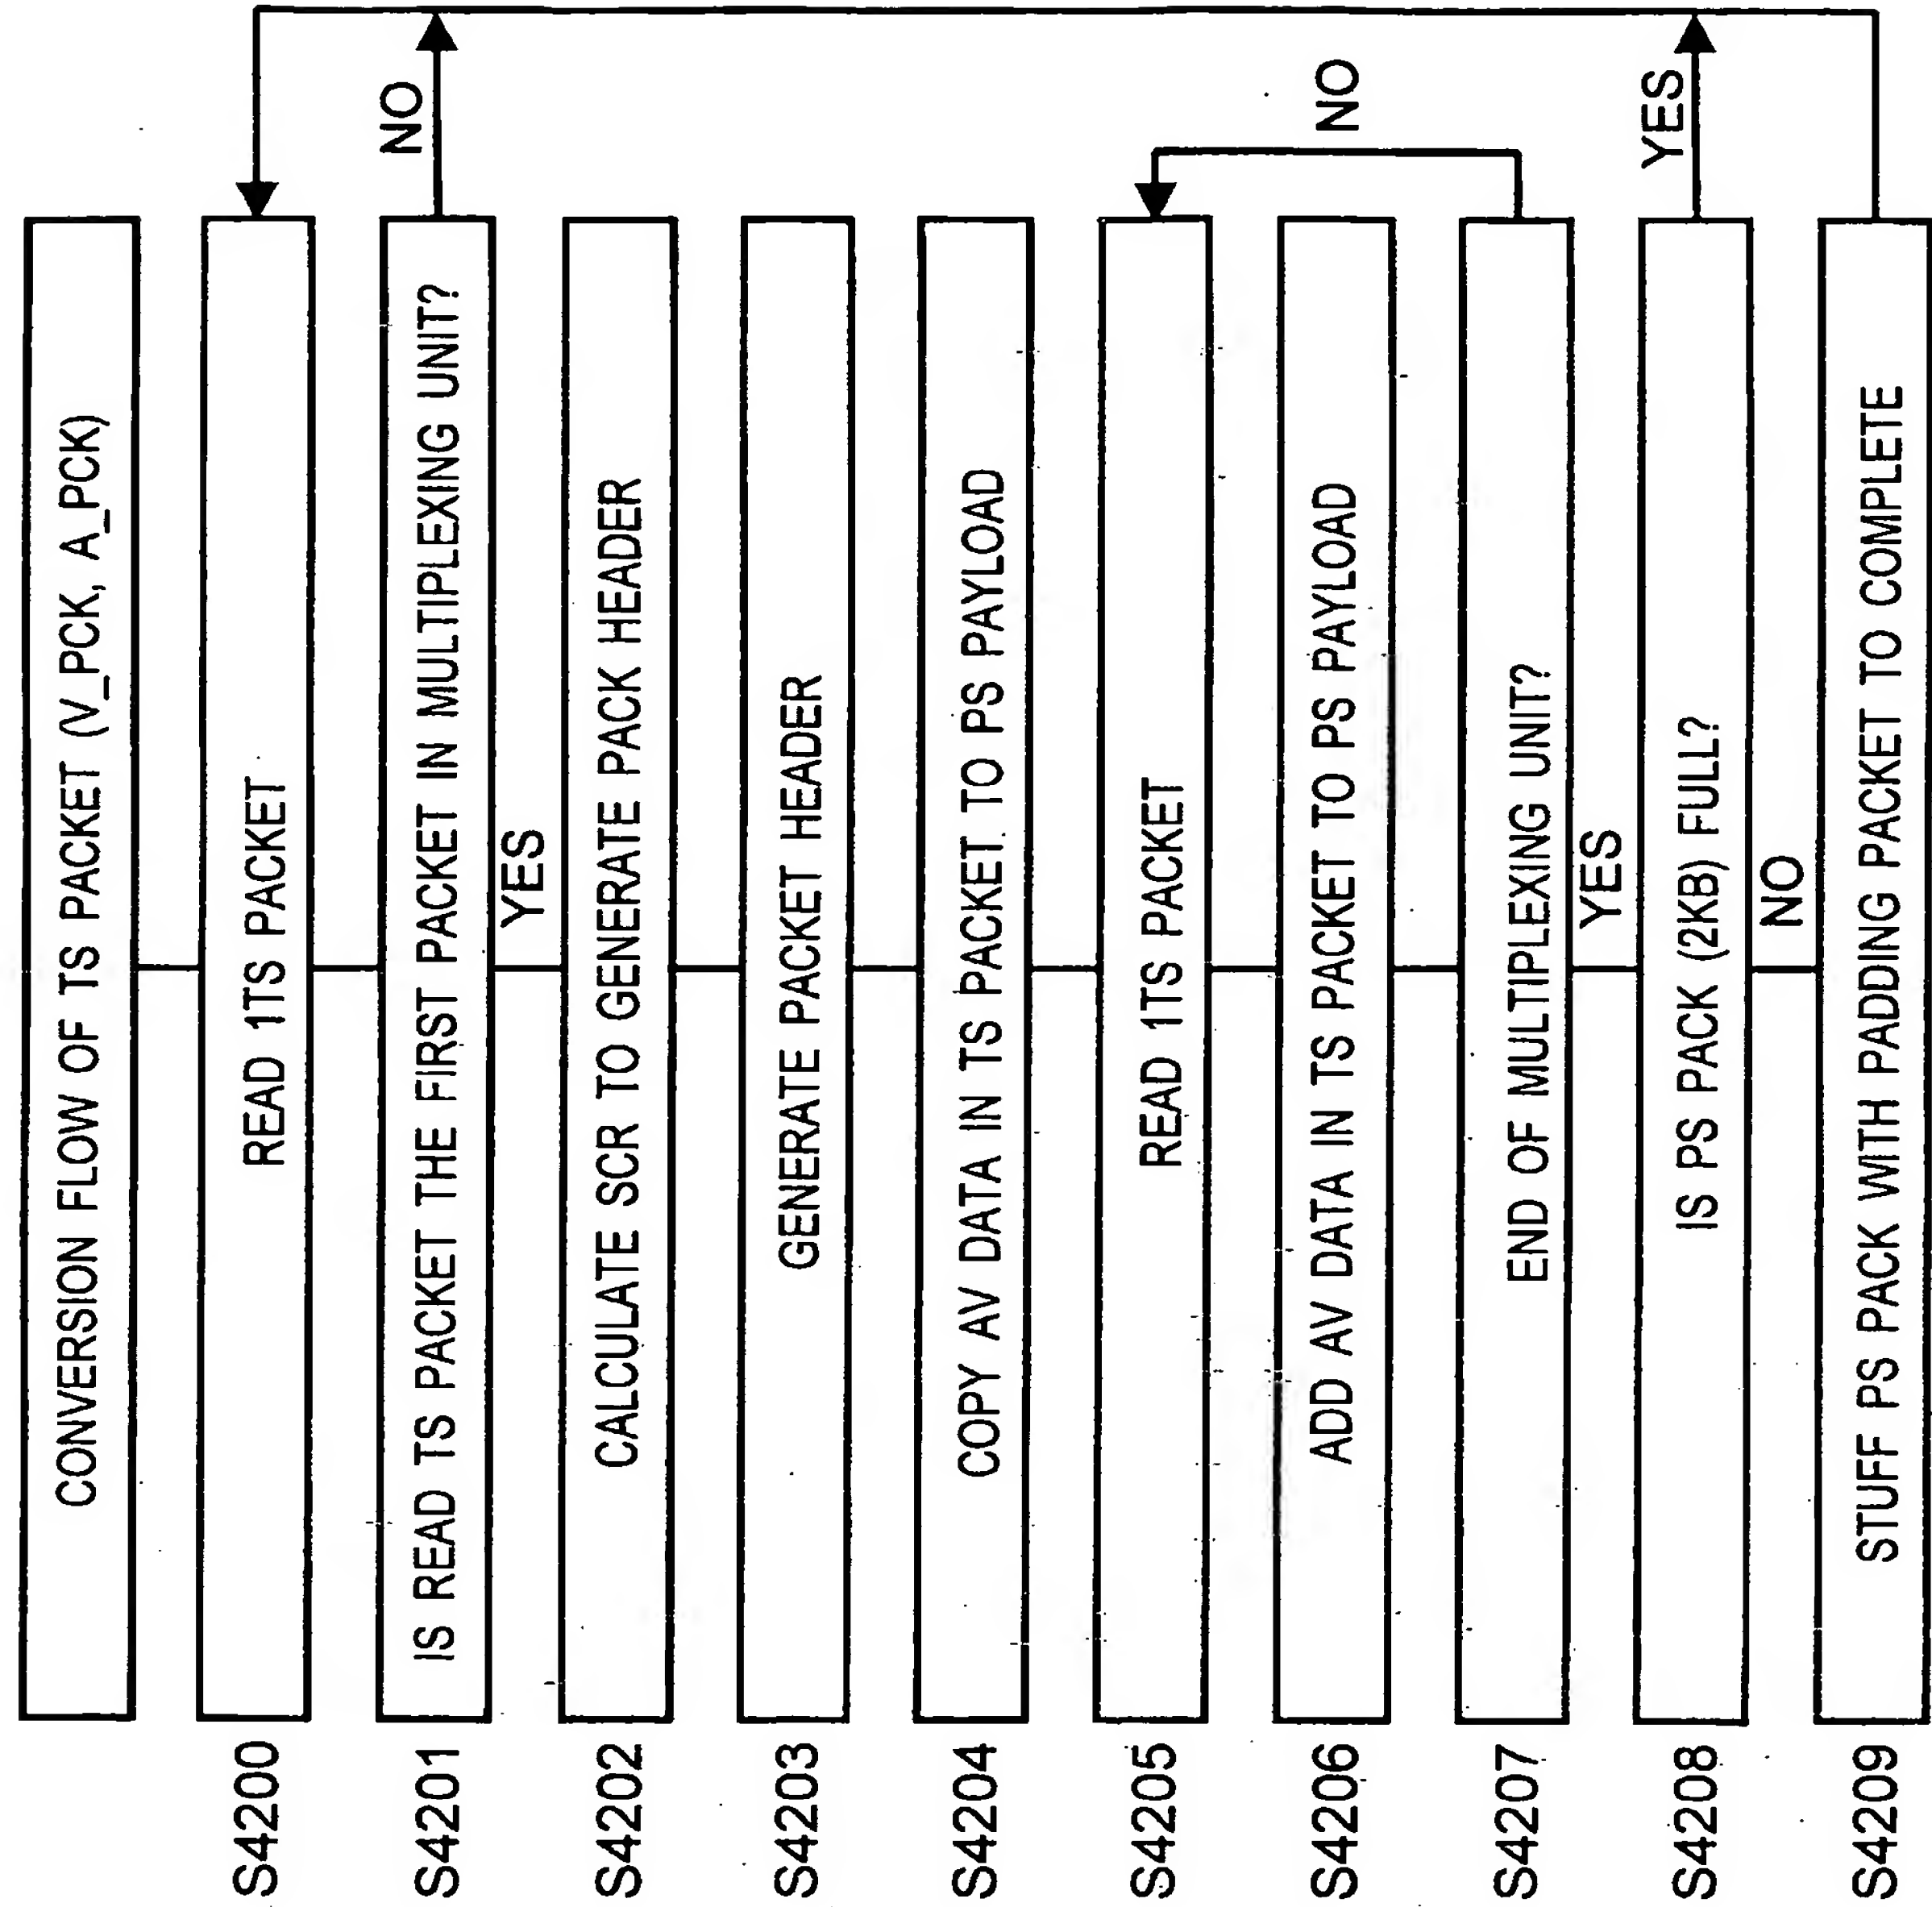 CONVERSION FLOW OF TS PACKET (V_PCK, A_PCK)
S4200 READ 1TS PACKET
S4201 IS READ TS PACKET THE FIRST PACKET IN MULTIPLEXING UNIT? NO
YES
S4202 CALCULATE SCR TO GENERATE PACK HEADER
S4203 GENERATE PACKET HEADER
S4204 COPY AV DATA IN TS PACKET TO PS PAYLOAD
S4205 READ 1TS PACKET
S4206 ADD AV DATA IN TS PACKET TO PS PAYLOAD NO
S4207 END OF MULTIPLEXING UNIT?
YES
S4208 IS PS PACK (2KB) FULL? YES
NO
S4209 STUFF PS PACK WITH PADDING PACKET TO COMPLETE